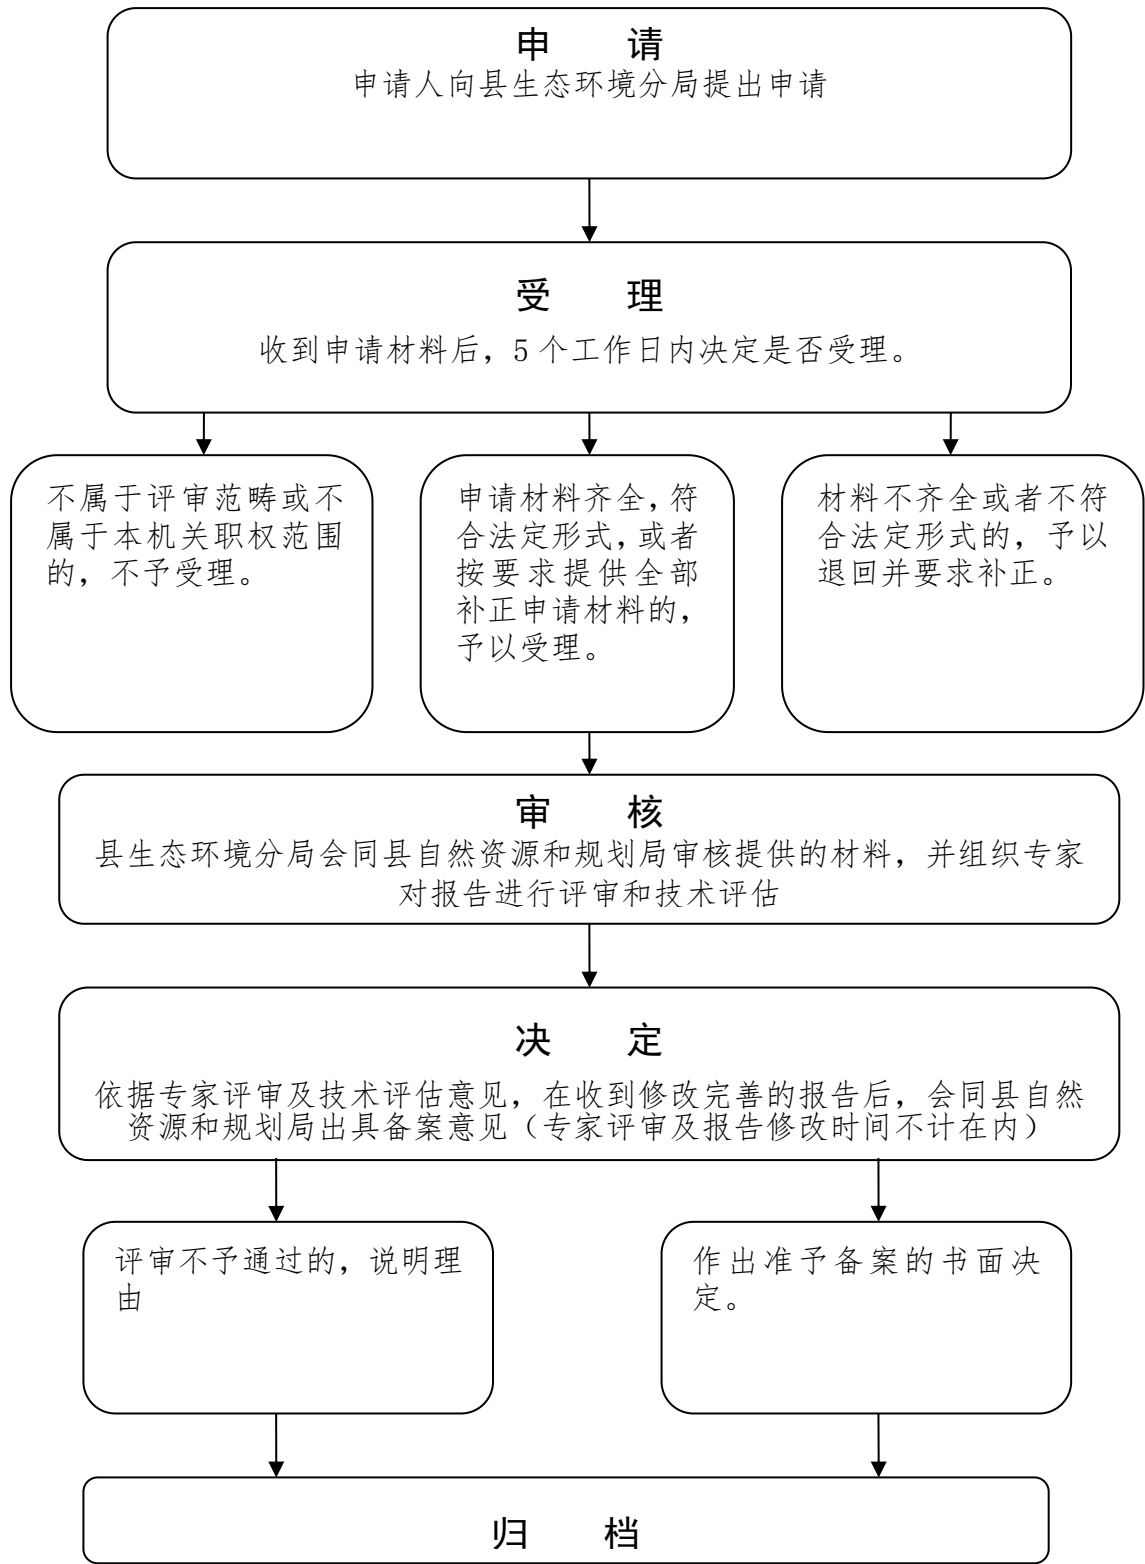 申 请
申请人向县生态环境分局提出申请
受 理
收到申请材料后，5 个工作日内决定是否受理。
不属于评审范畴或不
属于本机关职权范围
的，不予受理。
申请材料齐全，符
合法定形式，或者
按要求提供全部
补正申请材料的，
予以受理。
材料不齐全或者不符
合法定形式的，予以
退回并要求补正。
审 核
县生态环境分局会同县自然资源和规划局审核提供的材料，并组织专家
对报告进行评审和技术评估
决 定
依据专家评审及技术评估意见，在收到修改完善的报告后，会同县自然
资源和规划局出具备案意见（专家评审及报告修改时间不计在内）
评审不予通过的，说明理
由
作出准予备案的书面决
定。
归 档